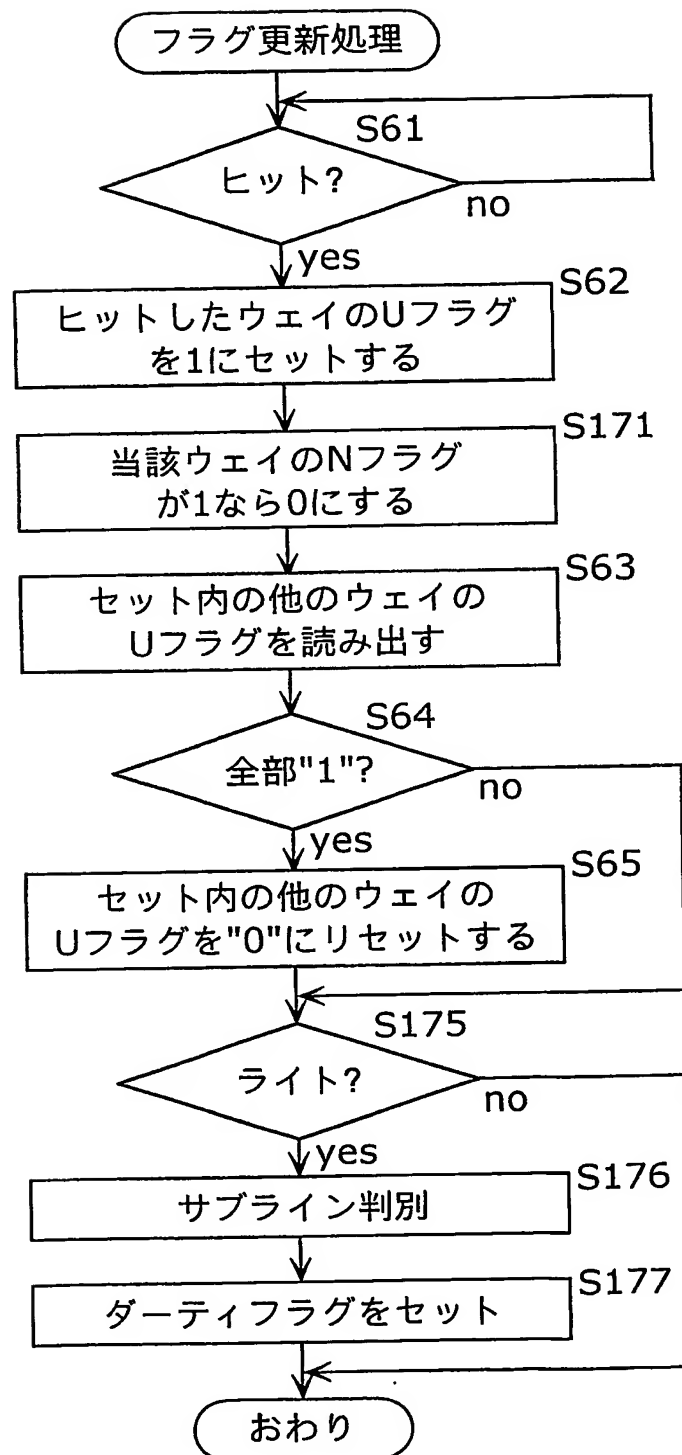 フラグ更新処理
S61
ヒット?
no
yes
S62
ヒットしたウェイのUフラグ
を1にセットする
S171
当該ウェイのNフラグ
が1なら0にする
S63
セット内の他のウェイの
Uフラグを読み出す
S64
全部"1"?
no
yes
S65
セット内の他のウェイの
Uフラグを"0"にリセットする
S175
ライト?
no
yes
S176
サブライン判別
S177
ダーティフラグをセット
おわり